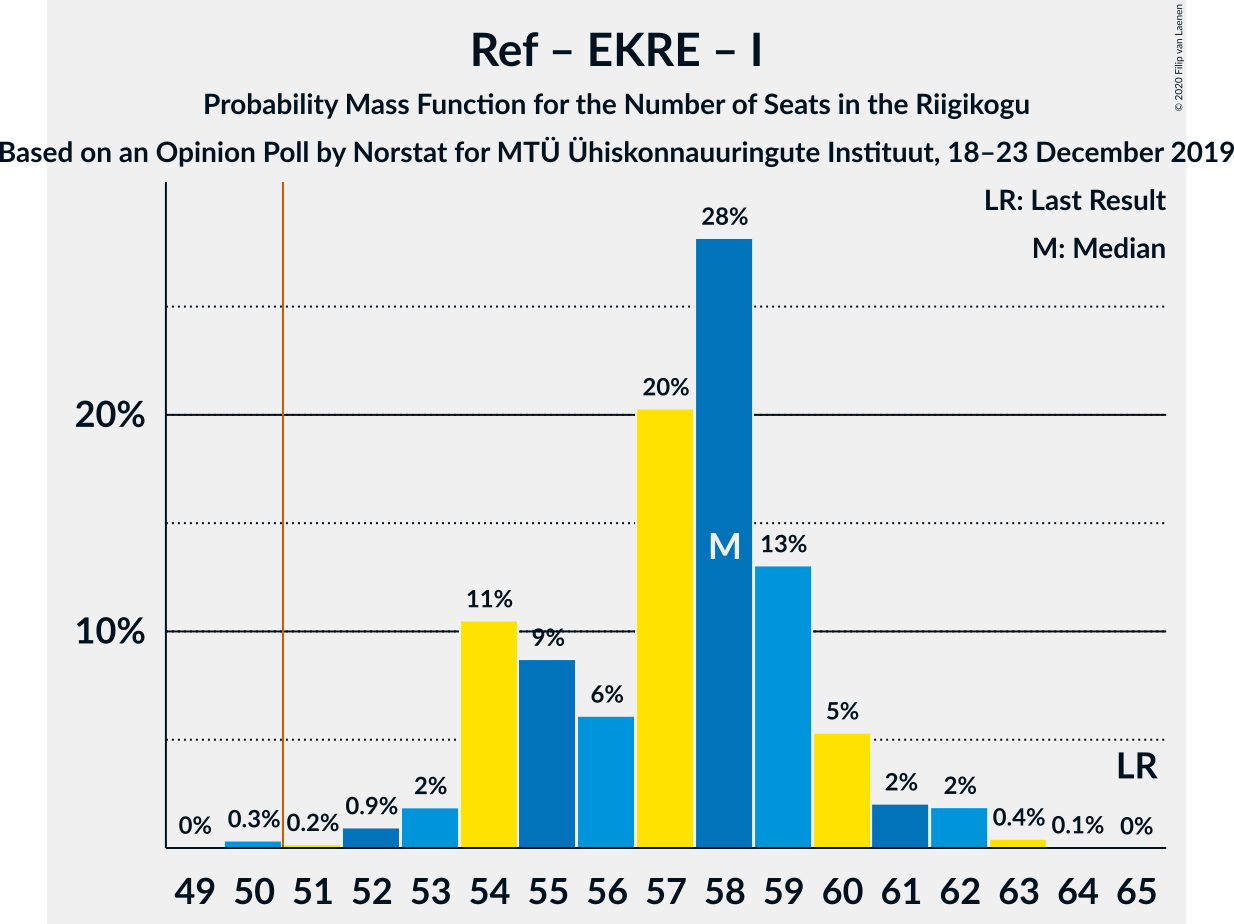 Ref – EKRE – I
Probability Mass Function for the Number of Seats in the Riigikogu
Based on an Opinion Poll by Norstat for MTÜ Ühiskonnauuringute Instituut, 18–23 December 2019
© 2020 Filip van Laenen
LR: Last Result
M: Median
28%
20%
20%
M
13%
11%
10%
9%
6%
5%
LR
0%
0.3%
0.2%
0.9%
2%
2%
2%
0.4%
0.1%
0%
49 50 51 52 53 54 55 56 57 58 59 60 61 62 63 64 65